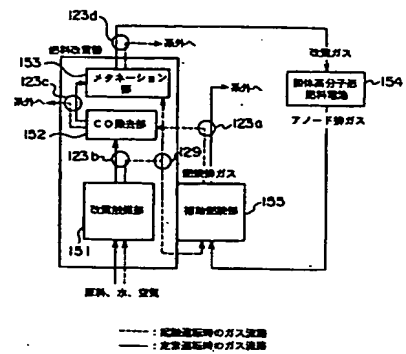 123d
系外へ
燃料改質部
改質ガス
153
メタネーション部
123c
系外へ
系外へ
固体高分子型燃料電池
154
CO除去部
123a
152
アノード排ガス
123b
129
燃焼排ガス
改質触媒部
補助燃焼部
155
151
原料、水、空気
：起動運転時のガス流路
：定常運転時のガス流路